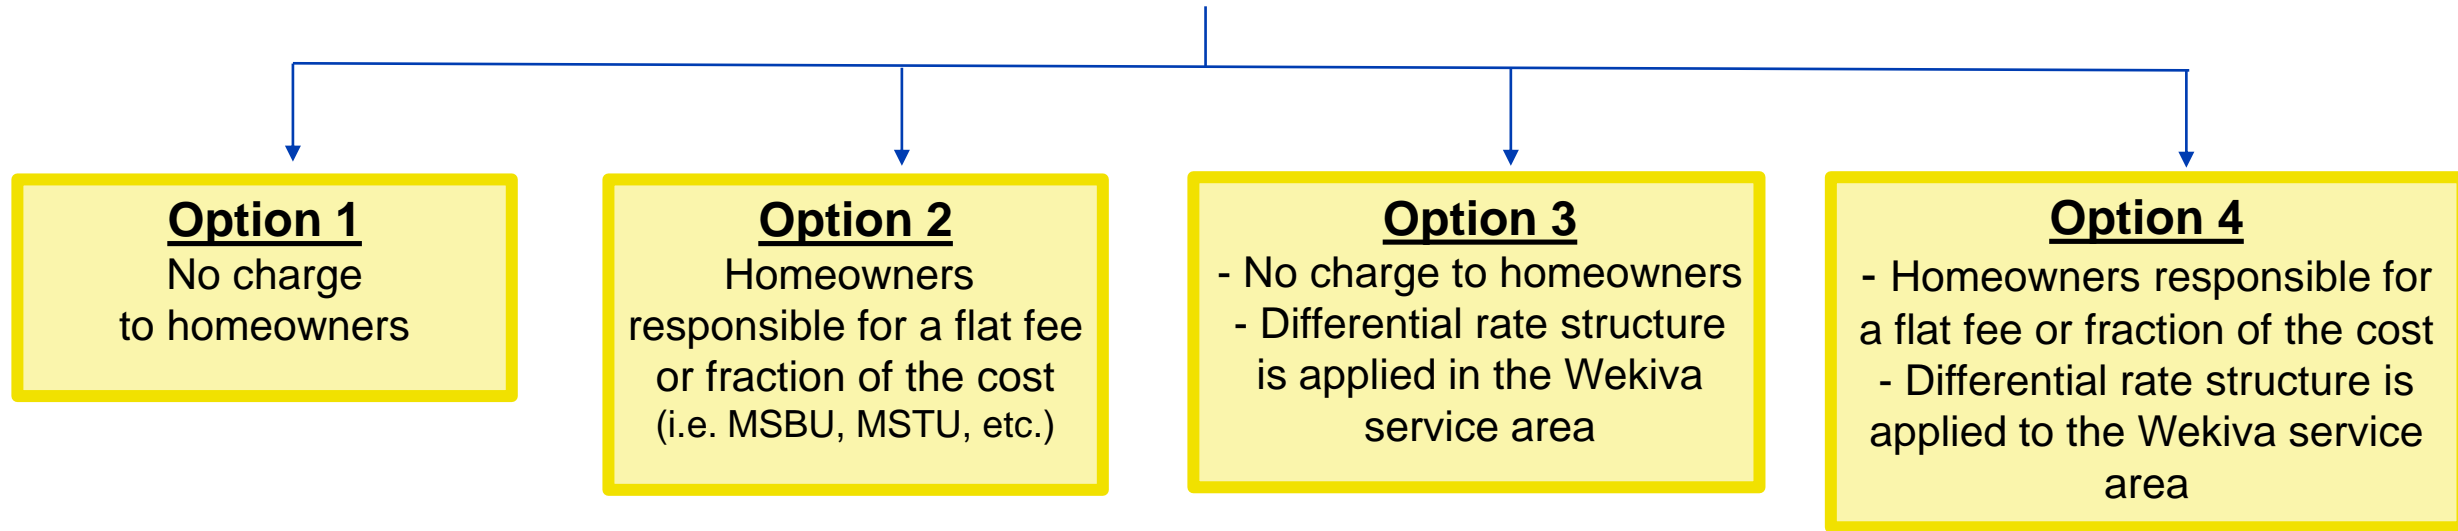 Option 1
No charge
to homeowners
Option 2
Homeowners
responsible for a flat fee
or fraction of the cost
(i.e. MSBU, MSTU, etc.)
Option 3
- No charge to homeowners
- Differential rate structure
is applied in the Wekiva
service area
Option 4
- Homeowners responsible for
a flat fee or fraction of the cost
- Differential rate structure is
applied to the Wekiva service
area